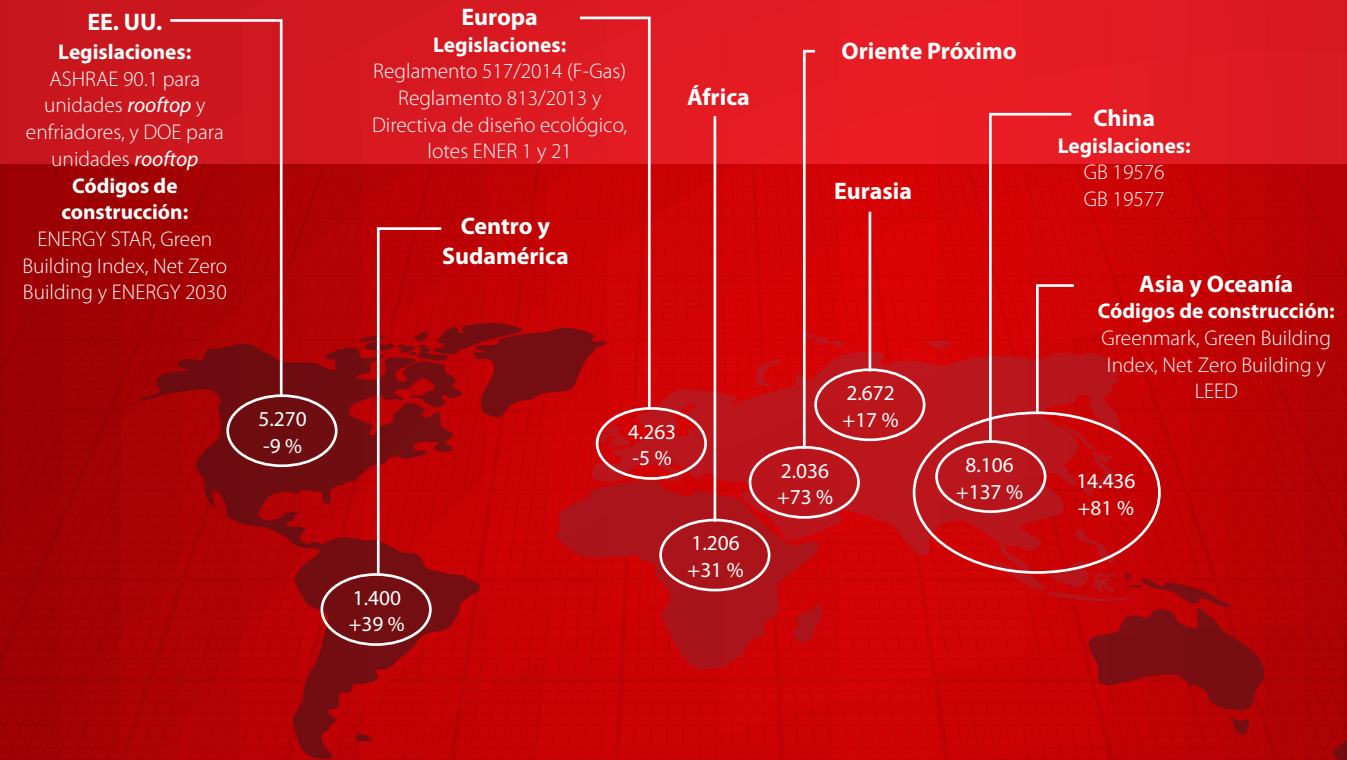 EE. UU.
Legislaciones:
ASHRAE 90.1 para
unidades rooftop y
enfriadores, y DOE para
unidades rooftop
Códigos de
construcción:
ENERGY STAR, Green
Building Index, Net Zero
Building y ENERGY 2030
Europa
Legislaciones:
Reglamento 517/2014 (F-Gas)
Reglamento 813/2013 y
Directiva de diseño ecológico,
lotes ENER 1 y 21
Centro y
Sudamérica
África
Oriente Próximo
Eurasia
China
Legislaciones:
GB 19576
GB 19577
Asia y Oceanía
Códigos de construcción:
Greenmark, Green Building
Index, Net Zero Building y
LEED
5.270
-9 %
1.400
+39 %
4.263
-5 %
1.206
+31 %
2.036
+73 %
2.672
+17 %
8.106
+137 %
14.436
+81 %